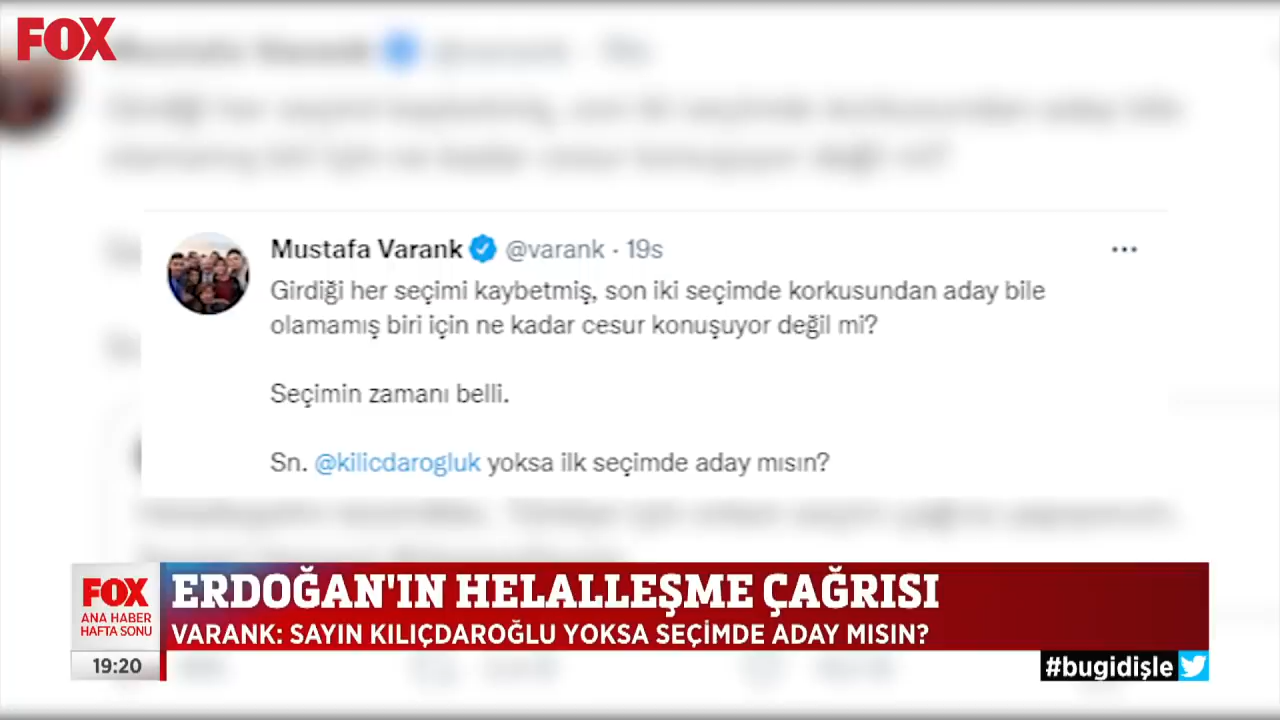 FOX
Mustafa Varank @varank · 19s
Girdiği her seçimi kaybetmiş, son iki seçimde korkusundan aday bile
olamamış biri için ne kadar cesur konuşuyor değil mi?
Seçimin zamanı belli.
Sn. @kilicdarogluk yoksa ilk seçimde aday mısın?
FOX
ANA HABER
HAFTA SONU
19:20
ERDOĞAN'IN HELALLEŞME ÇAĞRISI
VARANK: SAYIN KILIÇDAROĞLU YOKSA SEÇİMDE ADAY MISIN?
#bugidişle